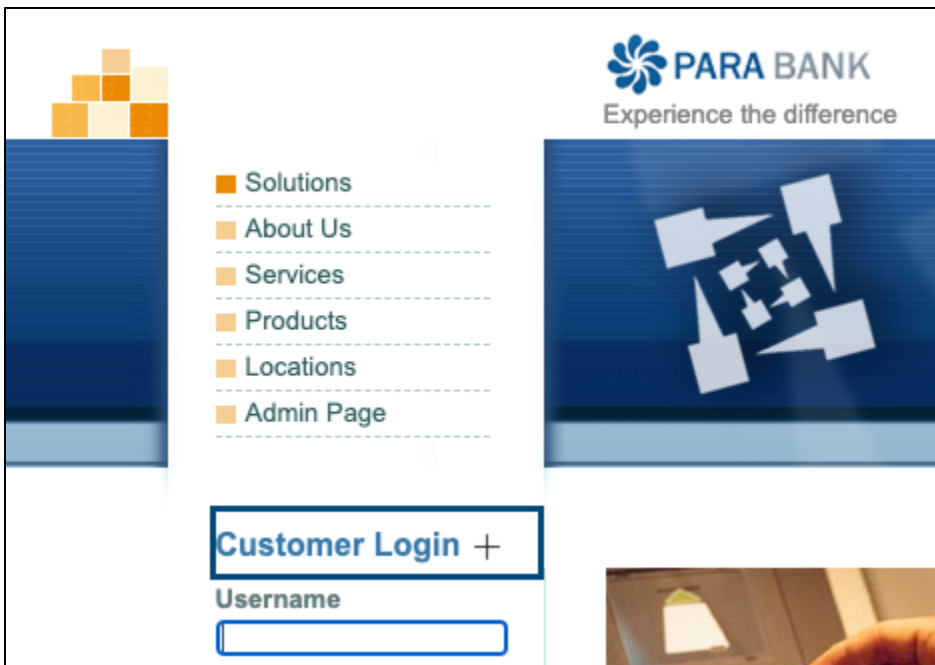 PARA BANK
Experience the difference
Solutions
About Us
Services
Products
Locations
Admin Page
Customer Login
Username